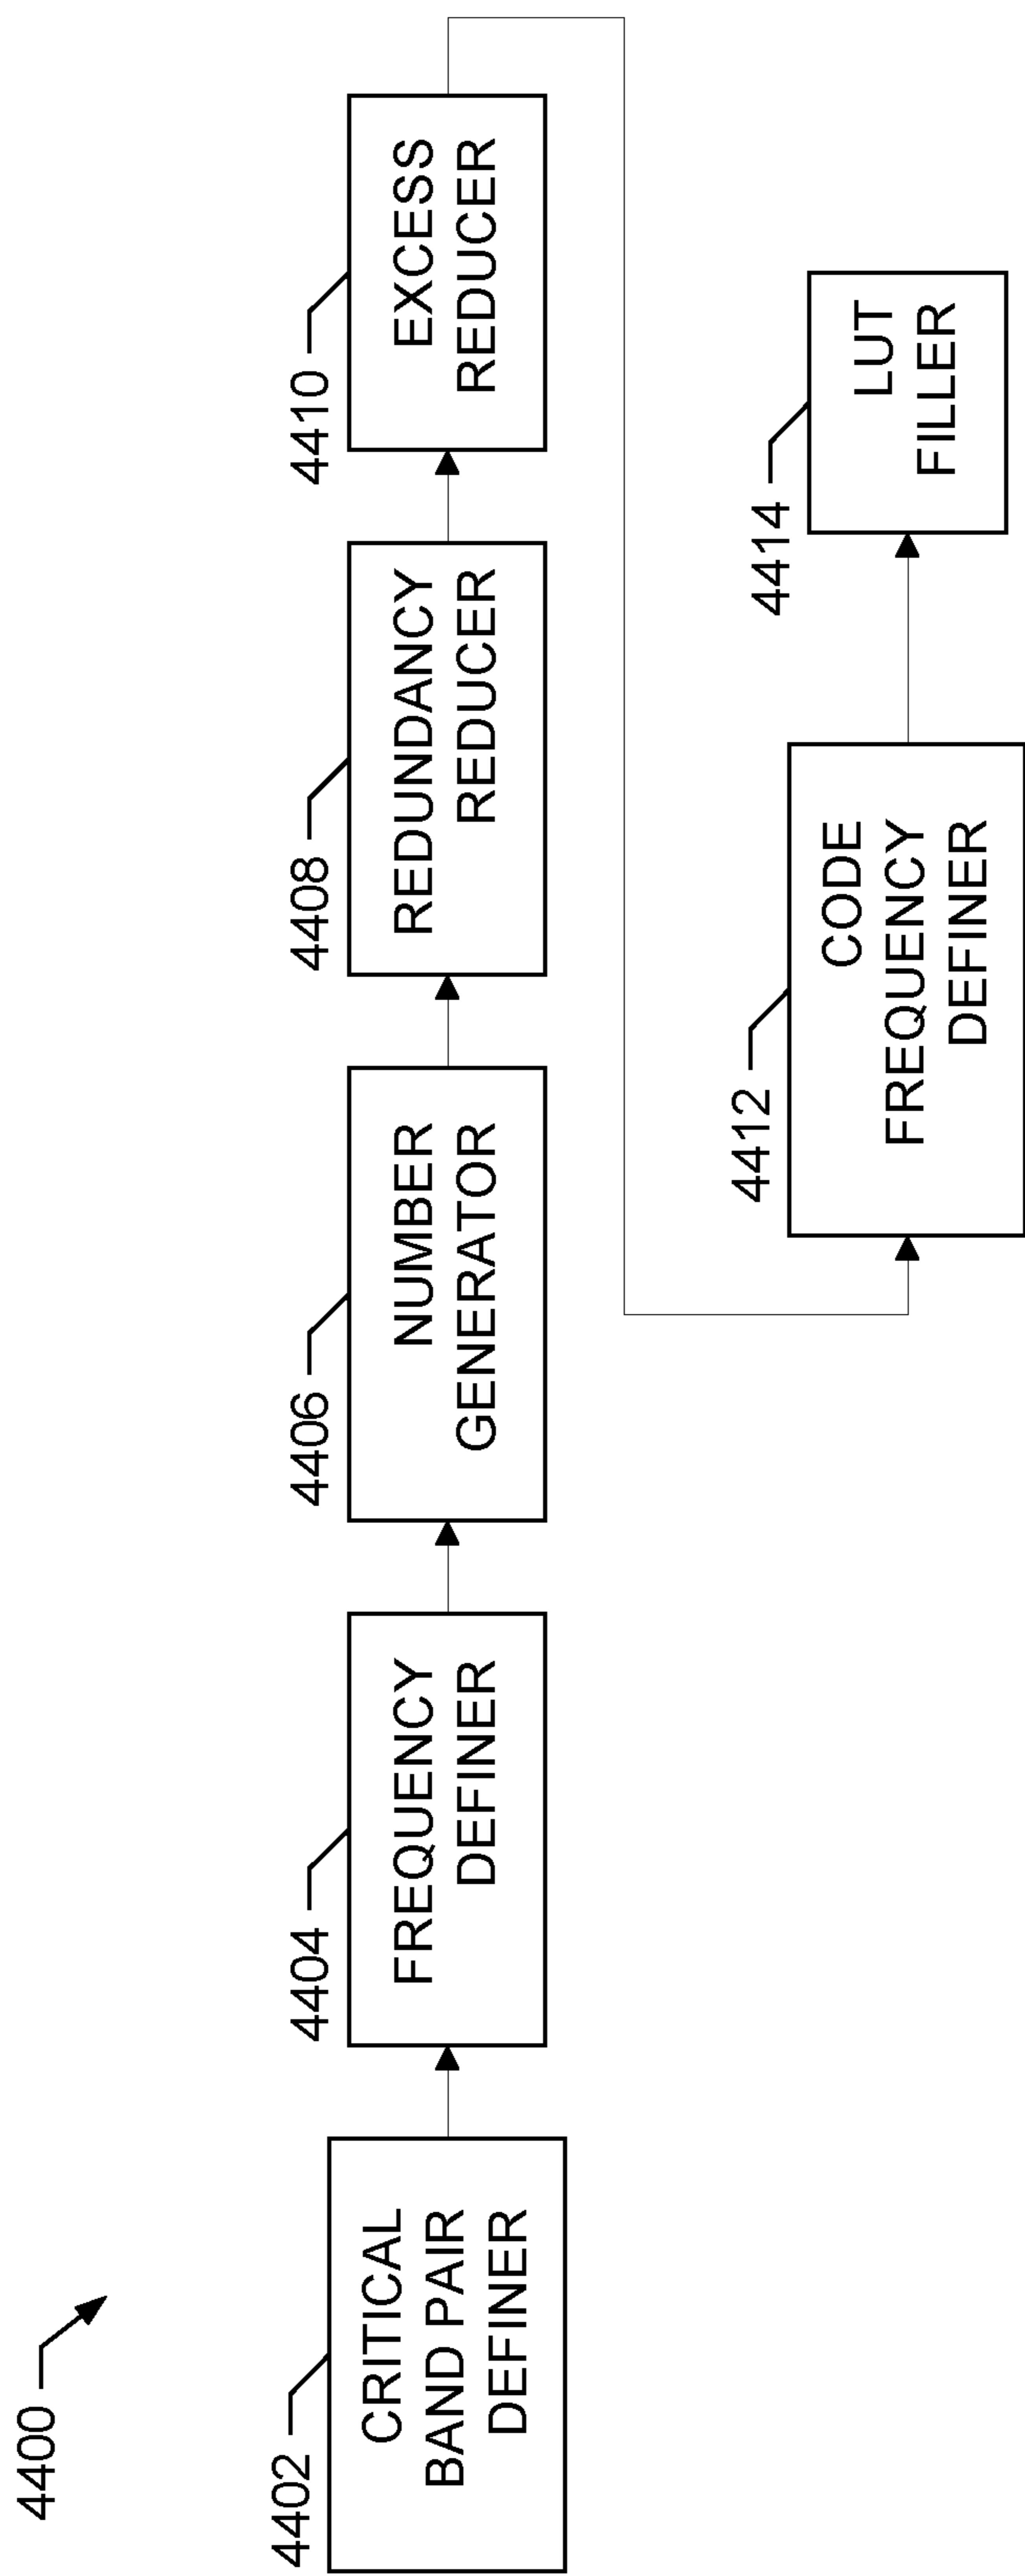 4400
4402
CRITICAL
BAND PAIR
DEFINER
4404
FREQUENCY
DEFINER
4406
NUMBER
GENERATOR
4408
REDUNDANCY
REDUCER
4410
EXCESS
REDUCER
4412
CODE
FREQUENCY
DEFINER
4414
LUT
FILLER